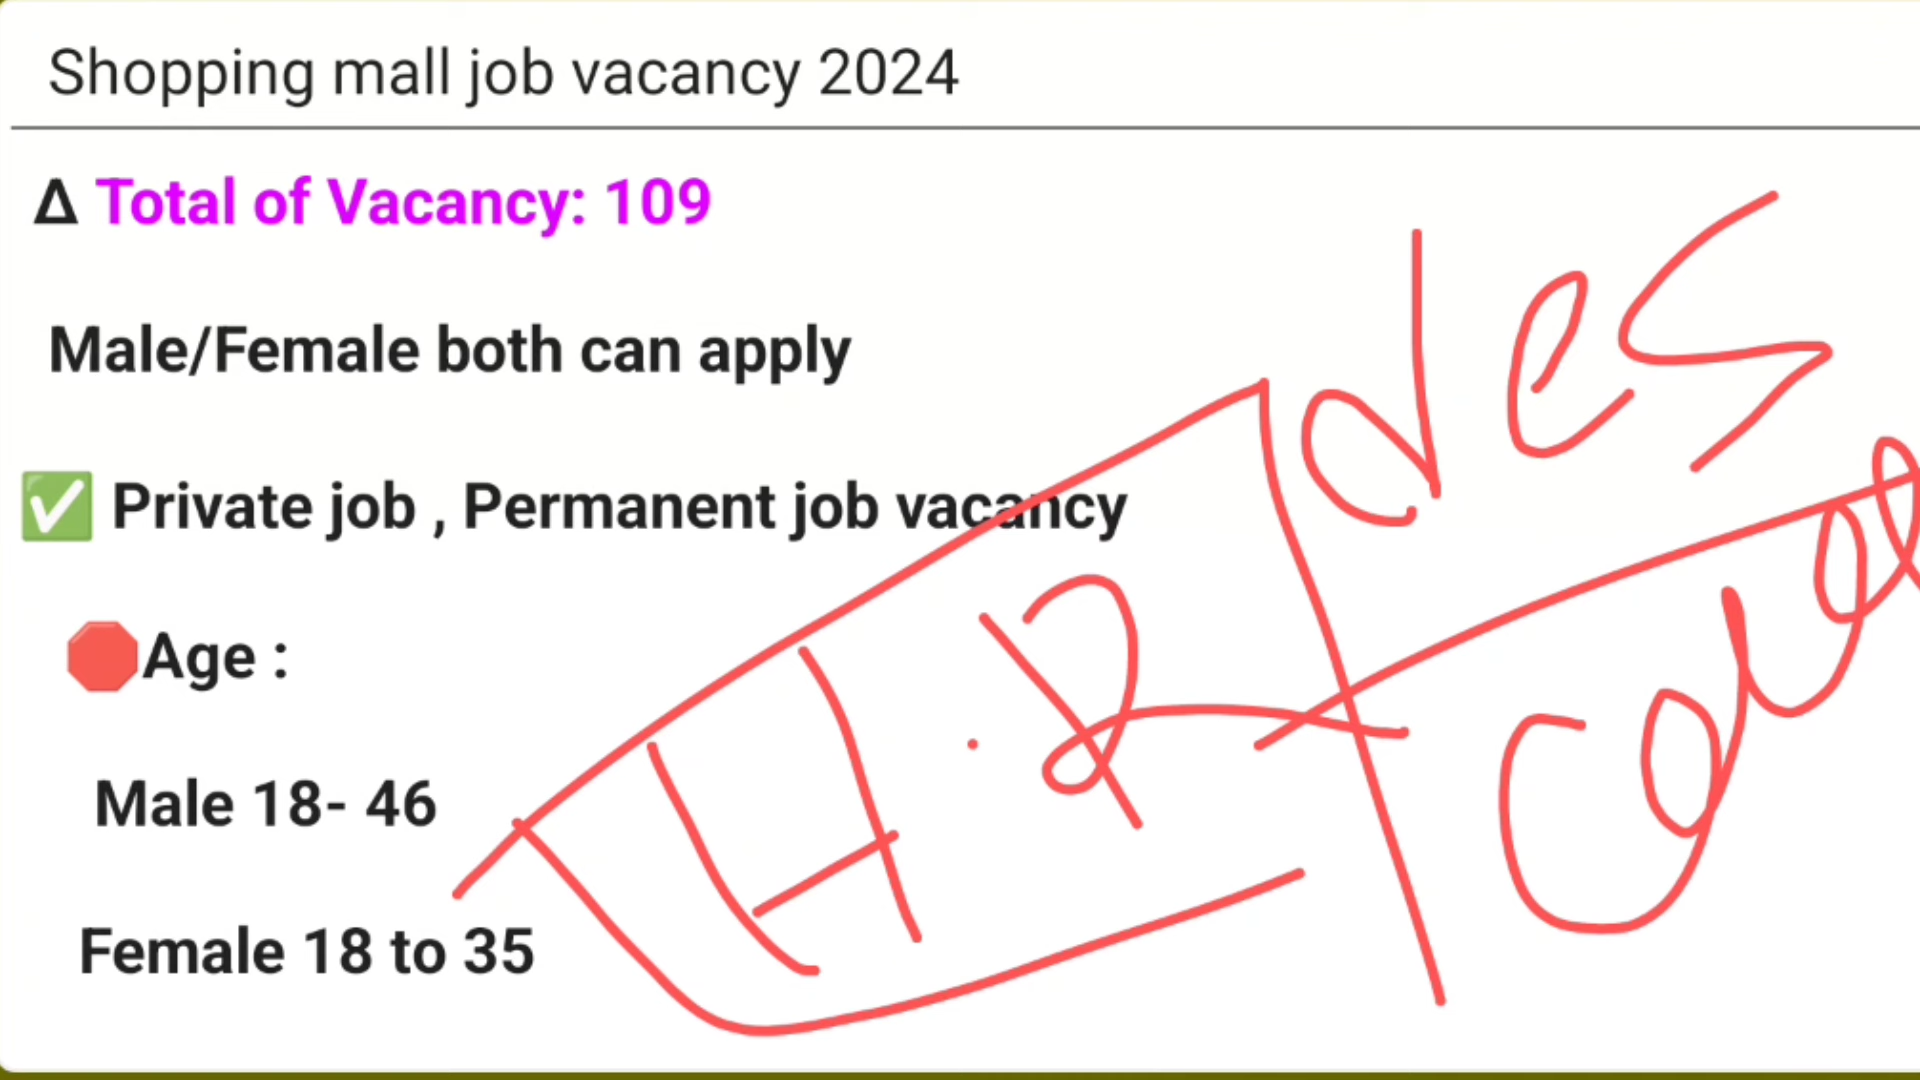 Shopping mall job vacancy 2024
Δ Total of Vacancy: 109
Male/Female both can apply
✅ Private job , Permanent job vacancy
🛑Age :
Male 18- 46
Female 18 to 35
H.R
des